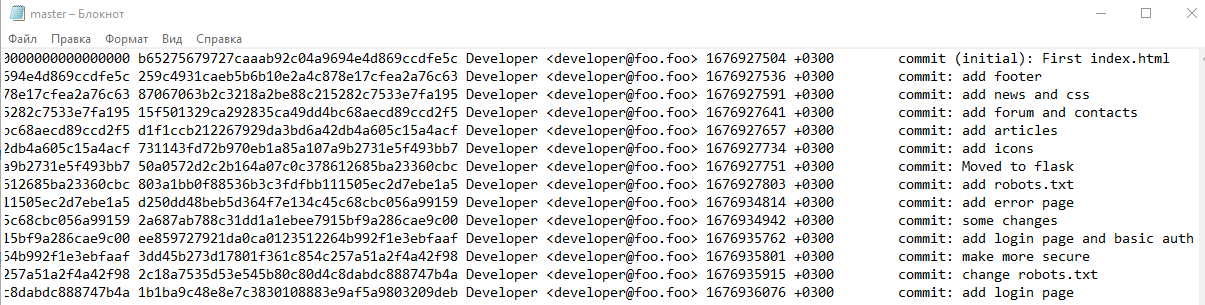 master – Блокнот
Файл Правка Формат Вид Справка
0000000000000000 b65275679727caaab92c04a9694e4d869ccdfe5c Developer <developer@foo.foo> 1676927504 +0300 commit (initial): First index.html
694e4d869ccdfe5c 259c4931caeb5b6b10e2a4c878e17cfea2a76c63 Developer <developer@foo.foo> 1676927536 +0300 commit: add footer
78e17cfea2a76c63 87067063b2c3218a2be88c215282c7533e7fa195 Developer <developer@foo.foo> 1676927591 +0300 commit: add news and css
5282c7533e7fa195 15f501329ca292835ca49dd4bc68aecd89ccd2f5 Developer <developer@foo.foo> 1676927641 +0300 commit: add forum and contacts
bc68aecd89ccd2f5 d1f1ccb212267929da3bd6a42db4a605c15a4acf Developer <developer@foo.foo> 1676927657 +0300 commit: add articles
2db4a605c15a4acf 731143fd72b970eb1a85a107a9b2731e5f493bb7 Developer <developer@foo.foo> 1676927734 +0300 commit: add icons
a9b2731e5f493bb7 50a0572d2c2b164a07c0c378612685ba23360cbc Developer <developer@foo.foo> 1676927751 +0300 commit: Moved to flask
612685ba23360cbc 803a1bb0f88536b3c3fdfbb111505ec2d7ebe1a5 Developer <developer@foo.foo> 1676927803 +0300 commit: add robots.txt
11505ec2d7ebe1a5 d250dd48beb5d364f7e134c45c68cbc056a99159 Developer <developer@foo.foo> 1676934814 +0300 commit: add error page
5c68cbc056a99159 2a687ab788c31dd1a1ebee7915bf9a286cae9c00 Developer <developer@foo.foo> 1676934942 +0300 commit: some changes
15bf9a286cae9c00 ee859727921da0ca0123512264b992f1e3ebfaaf Developer <developer@foo.foo> 1676935762 +0300 commit: add login page and basic auth
64b992f1e3ebfaaf 3dd45b273d17801f361c854c257a51a2f4a42f98 Developer <developer@foo.foo> 1676935801 +0300 commit: make more secure
257a51a2f4a42f98 2c18a7535d53e545b80c80d4c8dabdc888747b4a Developer <developer@foo.foo> 1676935915 +0300 commit: change robots.txt
c8dabdc888747b4a 1b1ba9c48e8e7c3830108883e9af5a9803209deb Developer <developer@foo.foo> 1676936076 +0300 commit: add login page